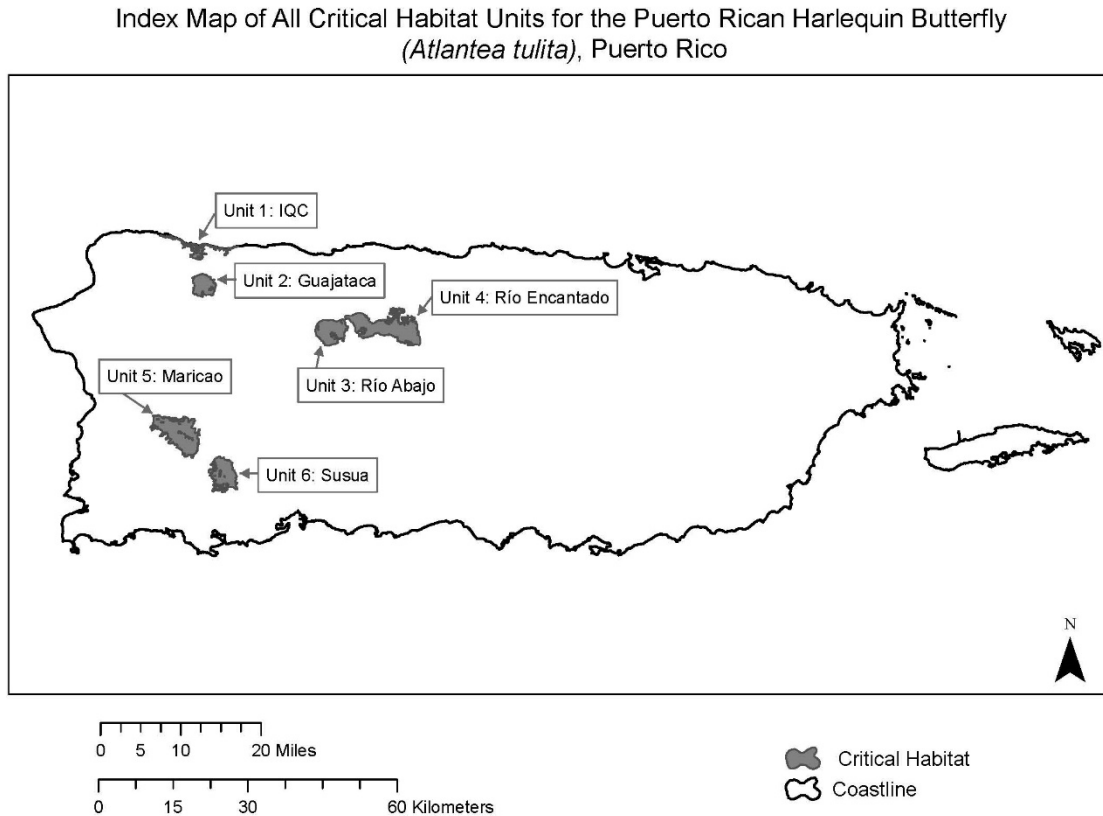 Index Map of All Critical Habitat Units for the Puerto Rican Harlequin Butterfly
(Atlantea tulita), Puerto Rico
Unit 1: IQC
Unit 2: Guajataca
Unit 4: Río Encantado
Unit 3: Río Abajo
Unit 5: Maricao
Unit 6: Susua
N
0 5 10 20 Miles
0 15 30 60 Kilometers
Critical Habitat
Coastline